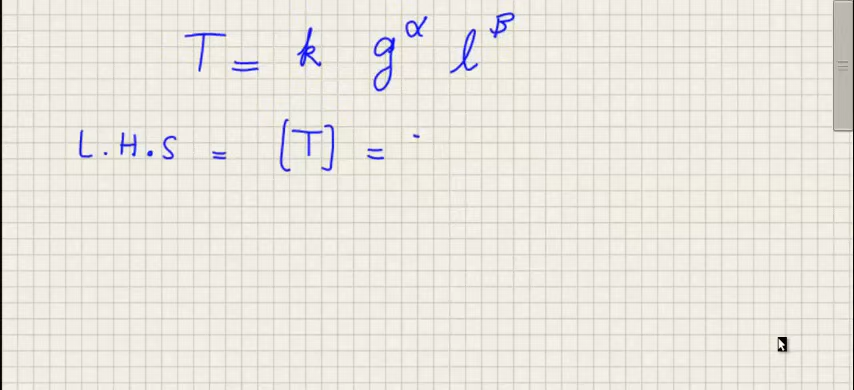 T = k g^α l^β
L.H.S = [T] =